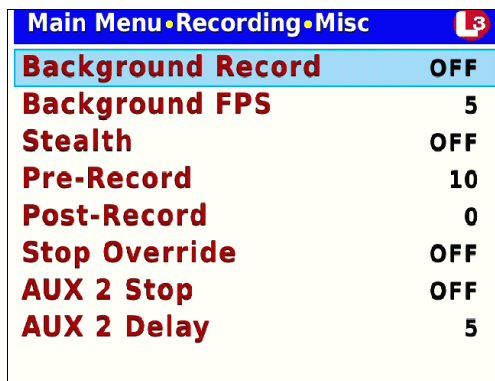 Main Menu•Recording•Misc L3
Background Record OFF
Background FPS 5
Stealth OFF
Pre-Record 10
Post-Record 0
Stop Override OFF
AUX 2 Stop OFF
AUX 2 Delay 5